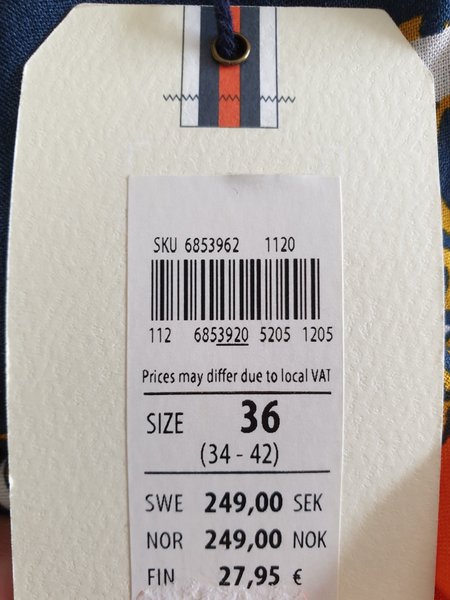 SKU 6853962 1120
112 6853920 5205 1205
Prices may differ due to local VAT
SIZE 36
(34 - 42)
SWE 249,00 SEK
NOR 249,00 NOK
FIN 27,95 €